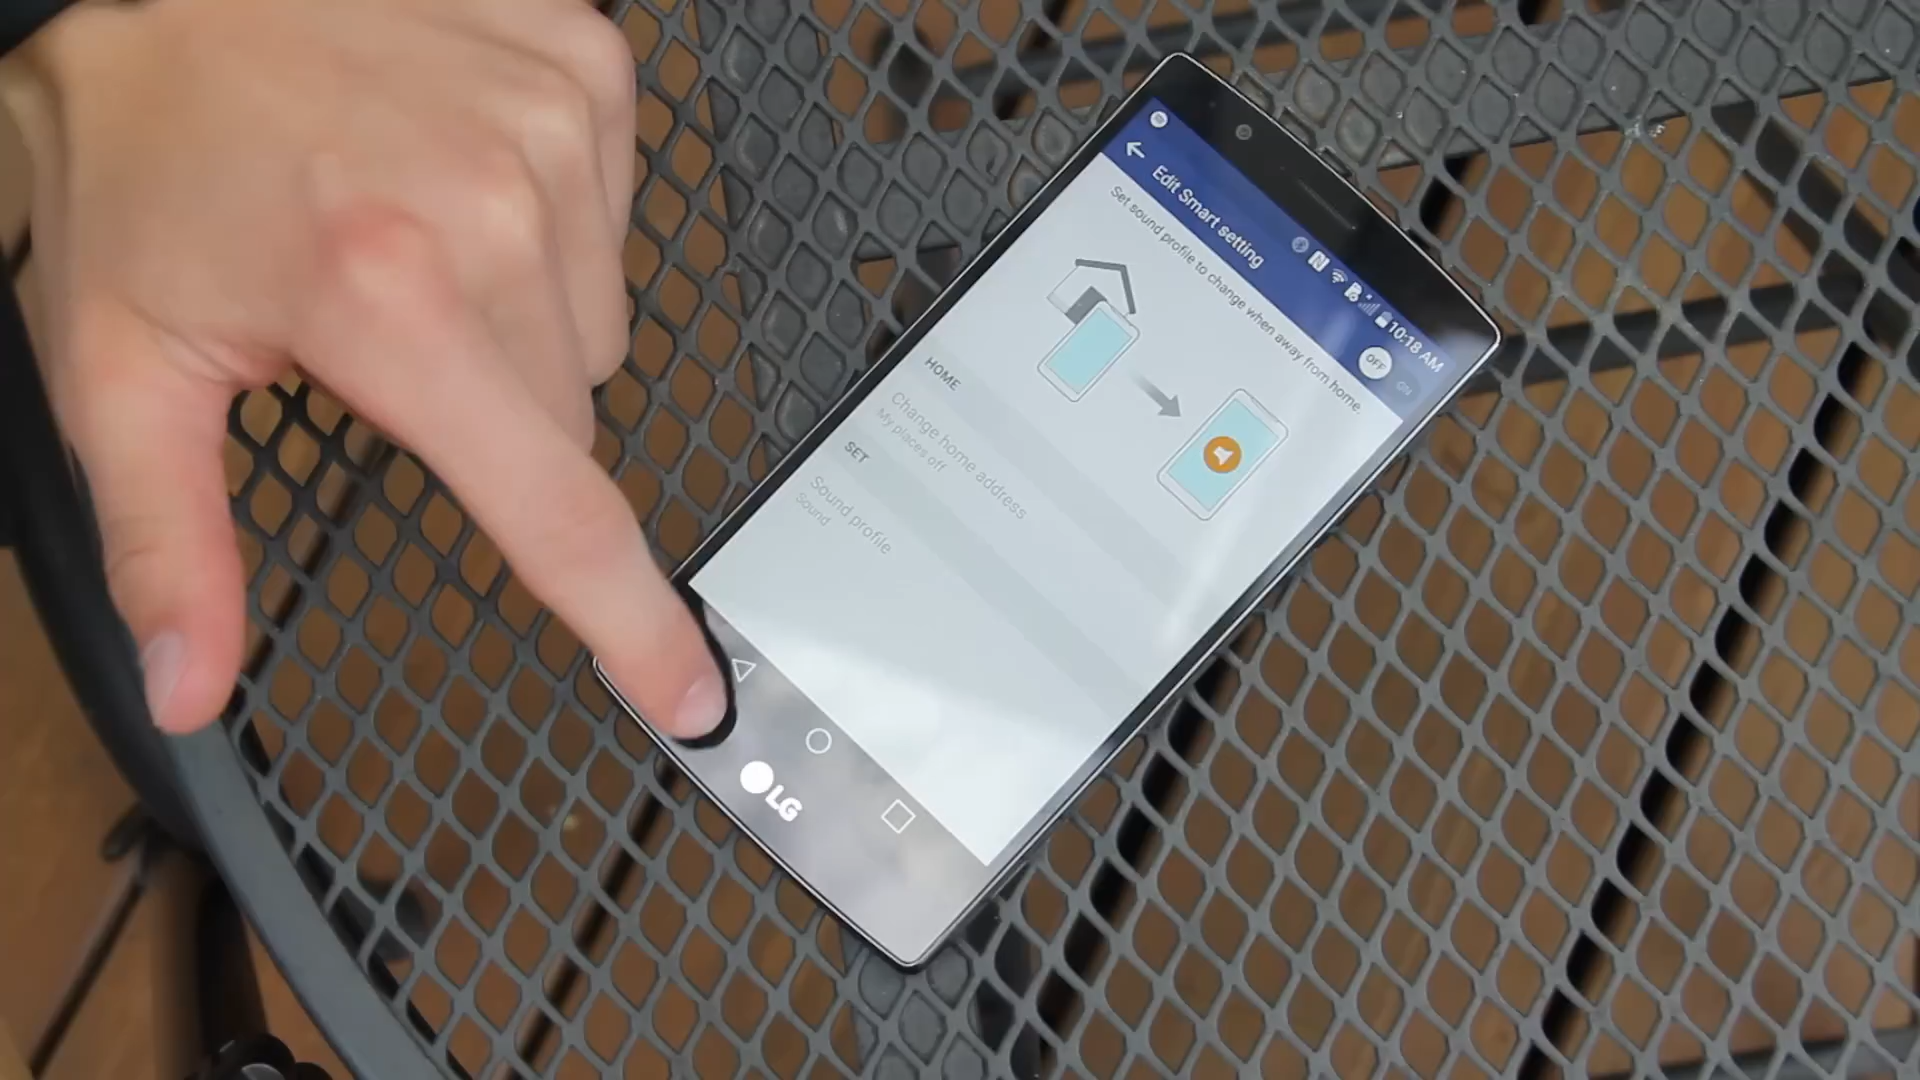 10:18 AM
Edit Smart setting
OFF
ON
Set sound profile to change when away from home.
HOME
Change home address
My places off
SET
Sound profile
Sound
LG